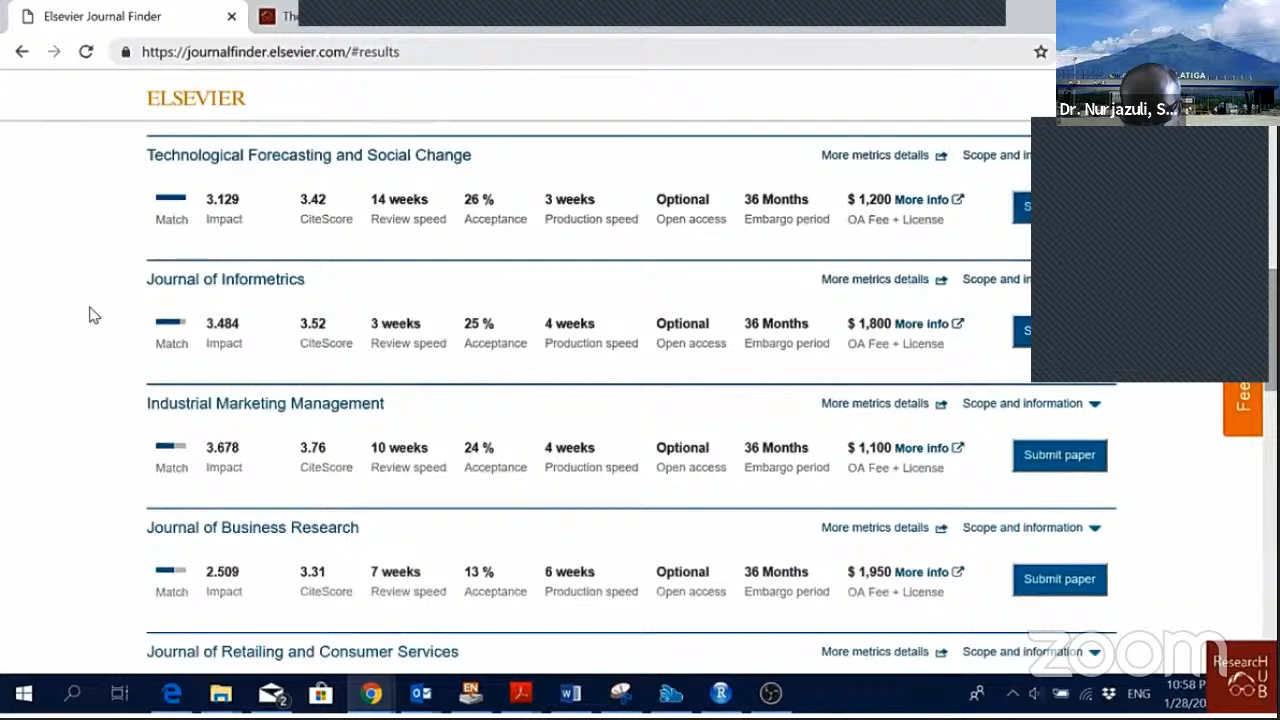 Elsevier Journal Finder
https://journalfinder.elsevier.com/#results
LATIGA
Dr. Nurjazuli, S...
ELSEVIER
Technological Forecasting and Social Change More metrics details Scope and in
3.129 3.42 14 weeks 26 % 3 weeks Optional 36 Months $ 1,200 More info
Match Impact CiteScore Review speed Acceptance Production speed Open access Embargo period OA Fee + License
S
Journal of Informetrics More metrics details Scope and in
3.484 3.52 3 weeks 25 % 4 weeks Optional 36 Months $ 1,800 More info
Match Impact CiteScore Review speed Acceptance Production speed Open access Embargo period OA Fee + License
S
Fee
Industrial Marketing Management More metrics details Scope and information
3.678 3.76 10 weeks 24 % 4 weeks Optional 36 Months $ 1,100 More info
Match Impact CiteScore Review speed Acceptance Production speed Open access Embargo period OA Fee + License
Submit paper
Journal of Business Research More metrics details Scope and information
2.509 3.31 7 weeks 13 % 6 weeks Optional 36 Months $ 1,950 More info
Match Impact CiteScore Review speed Acceptance Production speed Open access Embargo period OA Fee + License
Submit paper
Journal of Retailing and Consumer Services More metrics details Scope and information
zoom
ResearcH
U
B
2
EN
ENG
10:58 P
1/28/20